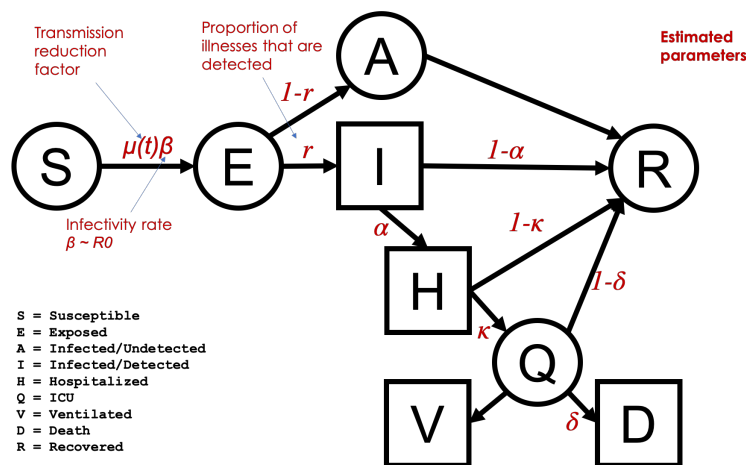 Transmission
reduction
factor
Proportion of
illnesses that are
detected
Estimated
parameters
A
1-r
S
μ(t)β
E
r
I
1-α
R
Infectivity rate
β ~ R0
α
H
1-κ
1-δ
κ
Q
V
δ
D
S = Susceptible
E = Exposed
A = Infected/Undetected
I = Infected/Detected
H = Hospitalized
Q = ICU
V = Ventilated
D = Death
R = Recovered